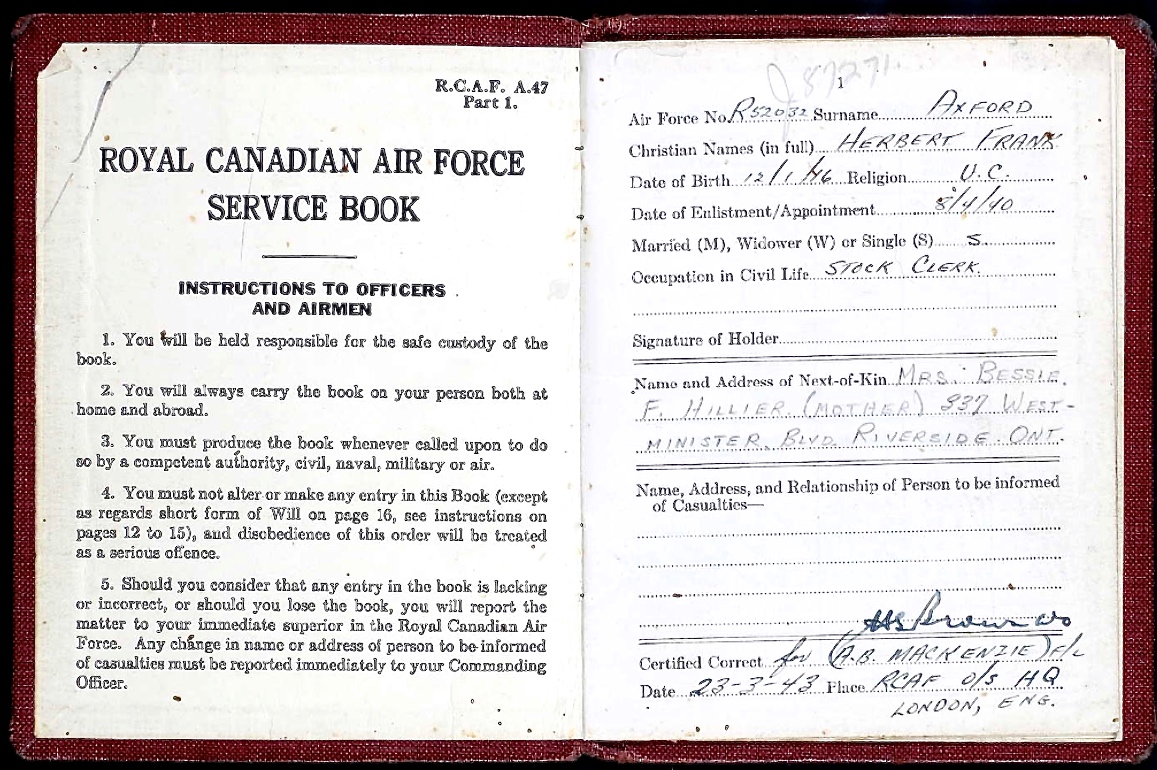 R.C.A.F. A.47
Part 1.
ROYAL CANADIAN AIR FORCE
SERVICE BOOK
INSTRUCTIONS TO OFFICERS
AND AIRMEN
1. You will be held responsible for the safe custody of the
book.
2. You will always carry the book on your person both at
home and abroad.
3. You must produce the book whenever called upon to do
so by a competent authority, civil, naval, military or air.
4. You must not alter or make any entry in this Book (except
as regards short form of Will on page 16, see instructions on
pages 12 to 15), and disobedience of this order will be treated
as a serious offence.
5. Should you consider that any entry in the book is lacking
or incorrect, or should you lose the book, you will report the
matter to your immediate superior in the Royal Canadian Air
Force. Any change in name or address of person to be informed
of casualties must be reported immediately to your Commanding
Officer.
J87271.
1
Air Force No. R52032 Surname AXFORD
Christian Names (in full) HERBERT FRANK
Date of Birth 12/1/16 Religion U.C.
Date of Enlistment/Appointment 8/4/40
Married (M), Widower (W) or Single (S) S.
Occupation in Civil Life STOCK CLERK.
Signature of Holder
Name and Address of Next-of-Kin MRS. BESSIE.
F. HILLIER. (MOTHER) 337 WEST-
MINISTER. BLVD RIVERSIDE. ONT.
Name, Address, and Relationship of Person to be informed
of Casualties—
Certified Correct for (A.B. MACKENZIE) F/L
Date 23-3-43 Place RCAF O/S HQ
LONDON, ENG.